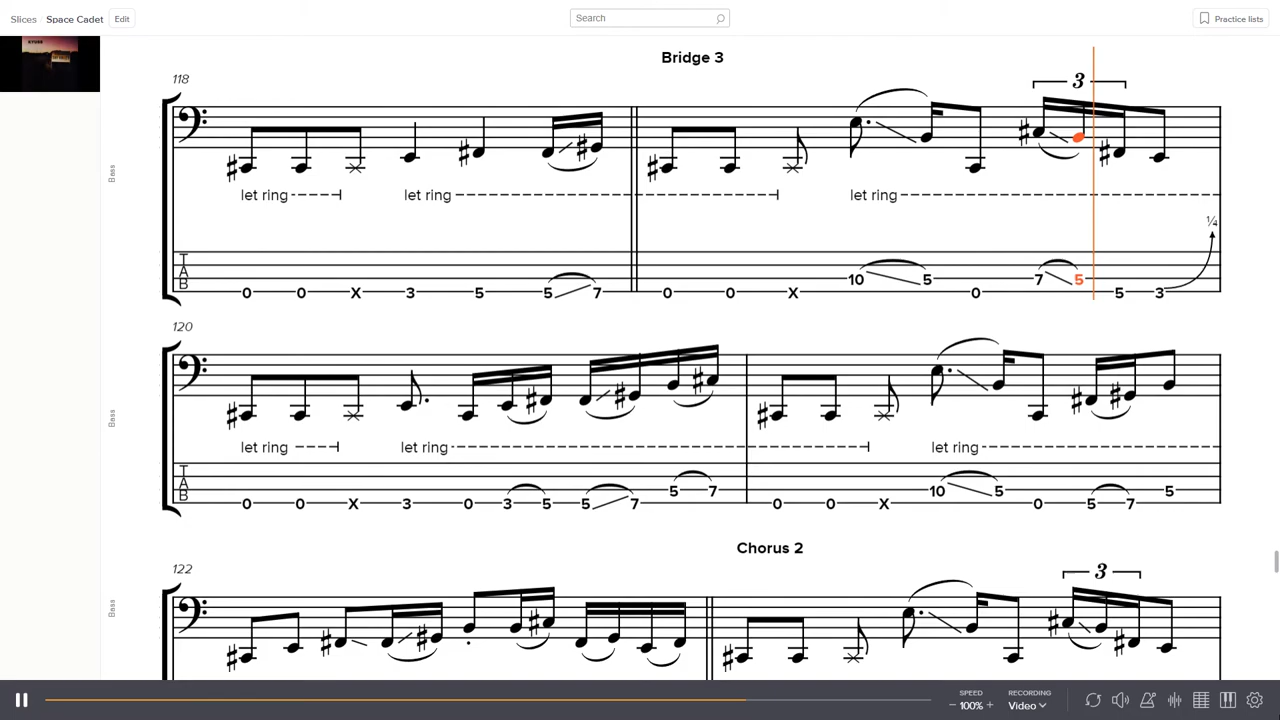 Slices Space Cadet Edit Search Practice lists
KYUSS
Bridge 3
118
3
Bass
let ring let ring let ring
1/4
10 5 7 5
0 0 X 3 5 5 7 0 0 X 0 5 3
120
Bass
let ring let ring let ring
5 7 10 5 5
0 0 X 3 0 3 5 5 7 0 0 X 0 5 7
Chorus 2
122
3
Bass
SPEED RECORDING
− 100% + Video